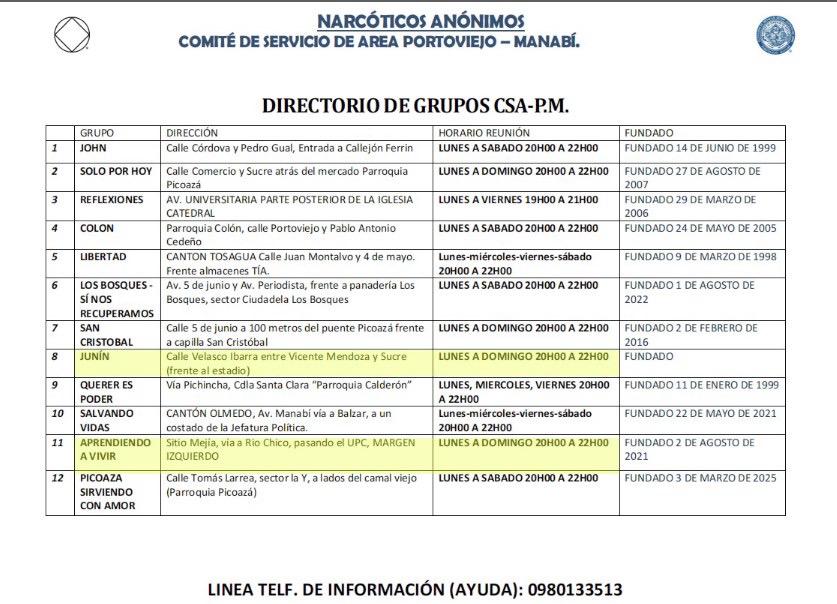 NARCÓTICOS ANÓNIMOS
COMITÉ DE SERVICIO DE AREA PORTOVIEJO – MANABÍ.
DIRECTORIO DE GRUPOS CSA-P.M.
GRUPO DIRECCIÓN HORARIO REUNIÓN FUNDADO
1 JOHN Calle Córdova y Pedro Gual, Entrada a Callejón Ferrin LUNES A SABADO 20H00 A 22H00 FUNDADO 14 DE JUNIO DE 1999
2 SOLO POR HOY Calle Comercio y Sucre atrás del mercado Parroquia LUNES A DOMINGO 20H00 A 22H00 FUNDADO 27 DE AGOSTO DE
Picoazá 2007
3 REFLEXIONES AV. UNIVERSITARIA PARTE POSTERIOR DE LA IGLESIA LUNES A VIERNES 19H00 A 21H00 FUNDADO 29 DE MARZO DE
CATEDRAL 2006
4 COLON Parroquia Colón, calle Portoviejo y Pablo Antonio LUNES A SABADO 20H00 A 22H00 FUNDADO 24 DE MAYO DE 2005
Cedeño
5 LIBERTAD CANTON TOSAGUA Calle Juan Montalvo y 4 de mayo. Lunes-miércoles-viernes-sábado FUNDADO 9 DE MARZO DE 1998
Frente almacenes TÍA. 20H00 A 22H00
6 LOS BOSQUES - Av. 5 de junio y Av. Periodista, frente a panadería Los LUNES A SABADO 20H00 A 22H00 FUNDADO 1 DE AGOSTO DE
SÍ NOS Bosques, sector Ciudadela Los Bosques 2022
RECUPERAMOS
7 SAN Calle 5 de junio a 100 metros del puente Picoazá frente LUNES A DOMINGO 20H00 A 22H00 FUNDADO 2 DE FEBRERO DE
CRISTOBAL a capilla San Cristóbal 2016
8 JUNÍN Calle Velasco Ibarra entre Vicente Mendoza y Sucre LUNES A DOMINGO 20H00 A 22H00 FUNDADO
(frente al estadio)
9 QUERER ES Vía Pichincha, Cdla Santa Clara “Parroquia Calderón” LUNES, MIERCOLES, VIERNES 20H00 FUNDADO 11 DE ENERO DE 1999
PODER A 22H00
10 SALVANDO CANTÓN OLMEDO, Av. Manabí vía a Balzar, a un Lunes-miércoles-viernes-sábado FUNDADO 22 DE MAYO DE 2021
VIDAS costado de la Jefatura Política. 20H00 A 22H00
11 APRENDIENDO Sitio Mejía, vía a Rio Chico, pasando el UPC, MARGEN LUNES A DOMINGO 20H00 A 22H00 FUNDADO 2 DE AGOSTO DE
A VIVIR IZQUIERDO 2021
12 PICOAZA Calle Tomás Larrea, sector la Y, a lados del camal viejo LUNES A SABADO 20H00 A 22H00 FUNDADO 3 DE MARZO DE 2025
SIRVIENDO (Parroquia Picoazá)
CON AMOR
LINEA TELF. DE INFORMACIÓN (AYUDA): 0980133513